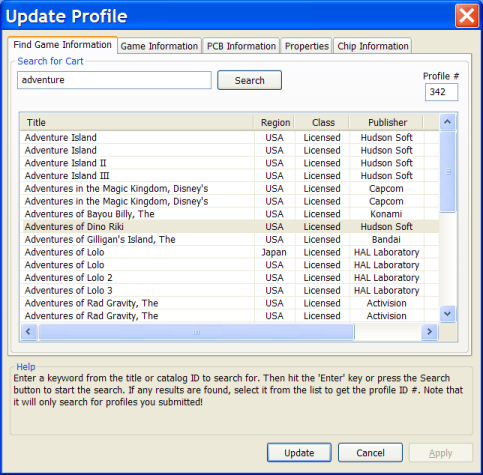 Update Profile
Find Game Information Game Information PCB Information Properties Chip Information
Search for Cart
adventure Search Profile #
342
Title Region Class Publisher
Adventure Island USA Licensed Hudson Soft
Adventure Island USA Licensed Hudson Soft
Adventure Island II USA Licensed Hudson Soft
Adventure Island III USA Licensed Hudson Soft
Adventures in the Magic Kingdom, Disney's USA Licensed Capcom
Adventures in the Magic Kingdom, Disney's USA Licensed Capcom
Adventures of Bayou Billy, The USA Licensed Konami
Adventures of Dino Riki USA Licensed Hudson Soft
Adventures of Gilligan's Island, The USA Licensed Bandai
Adventures of Lolo Japan Licensed HAL Laboratory
Adventures of Lolo USA Licensed HAL Laboratory
Adventures of Lolo 2 USA Licensed HAL Laboratory
Adventures of Lolo 3 USA Licensed HAL Laboratory
Adventures of Rad Gravity, The USA Licensed Activision
Adventures of Rad Gravity, The USA Licensed Activision
Help
Enter a keyword from the title or catalog ID to search for. Then hit the 'Enter' key or press the Search
button to start the search. If any results are found, select it from the list to get the profile ID #. Note that
it will only search for profiles you submitted!
Update Cancel Apply